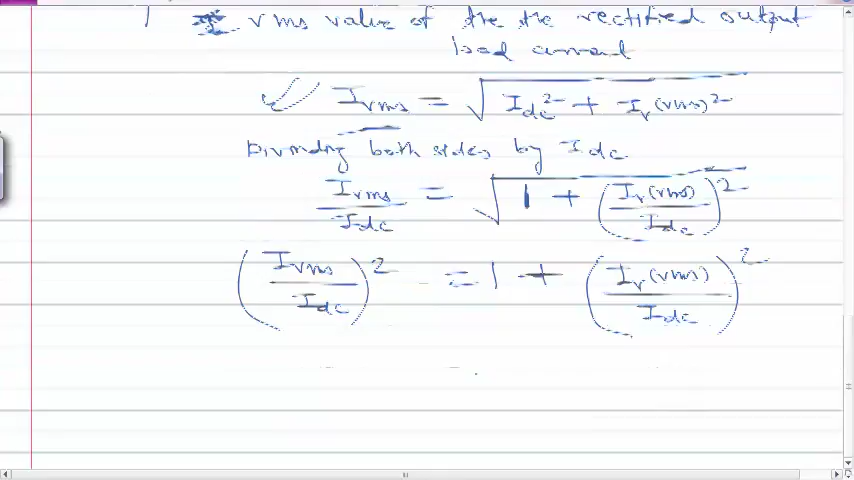 rms value of the the rectified output
load current
Irms = √(Idc² + Ir(rms)²)
Dividing both sides by Idc
Irms/Idc = √(1 + (Ir(rms)/Idc)²)
(Irms/Idc)² = 1 + (Ir(rms)/Idc)²